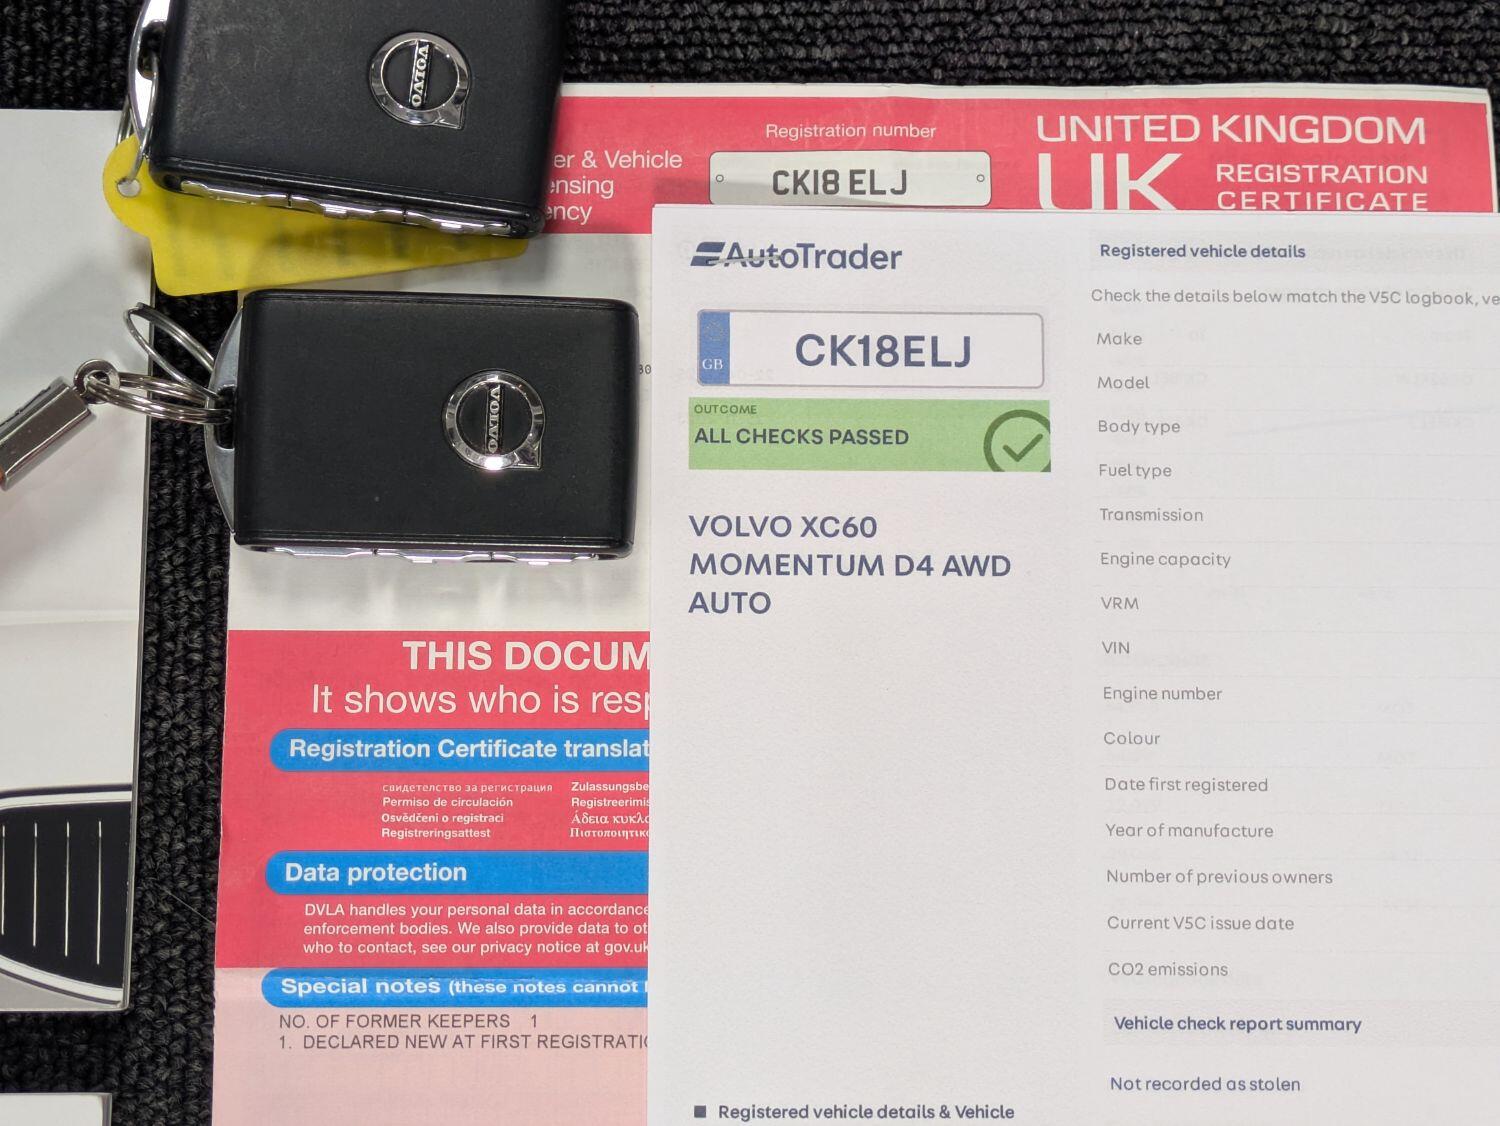 VOLVO
VOLVO
er & Vehicle
ensing
ency
Registration number
CK18 ELJ
UNITED KINGDOM
UK REGISTRATION
CERTIFICATE
THIS DOCUM
It shows who is resp
Registration Certificate translat
свидетелство за регистрация
Permiso de circulación
Osvědčeni o registraci
Registreringsattest
Zulassungsbe
Registreerimis
Άδεια κυκλο
Πιστοποιητικ
Data protection
DVLA handles your personal data in accordance
enforcement bodies. We also provide data to ot
who to contact, see our privacy notice at gov.uk
Special notes (these notes cannot
NO. OF FORMER KEEPERS 1
1. DECLARED NEW AT FIRST REGISTRATIO
AutoTrader
GB CK18ELJ
OUTCOME
ALL CHECKS PASSED
VOLVO XC60
MOMENTUM D4 AWD
AUTO
■ Registered vehicle details & Vehicle
Registered vehicle details
Check the details below match the V5C logbook, ve
Make
Model
Body type
Fuel type
Transmission
Engine capacity
VRM
VIN
Engine number
Colour
Date first registered
Year of manufacture
Number of previous owners
Current V5C issue date
CO2 emissions
Vehicle check report summary
Not recorded as stolen